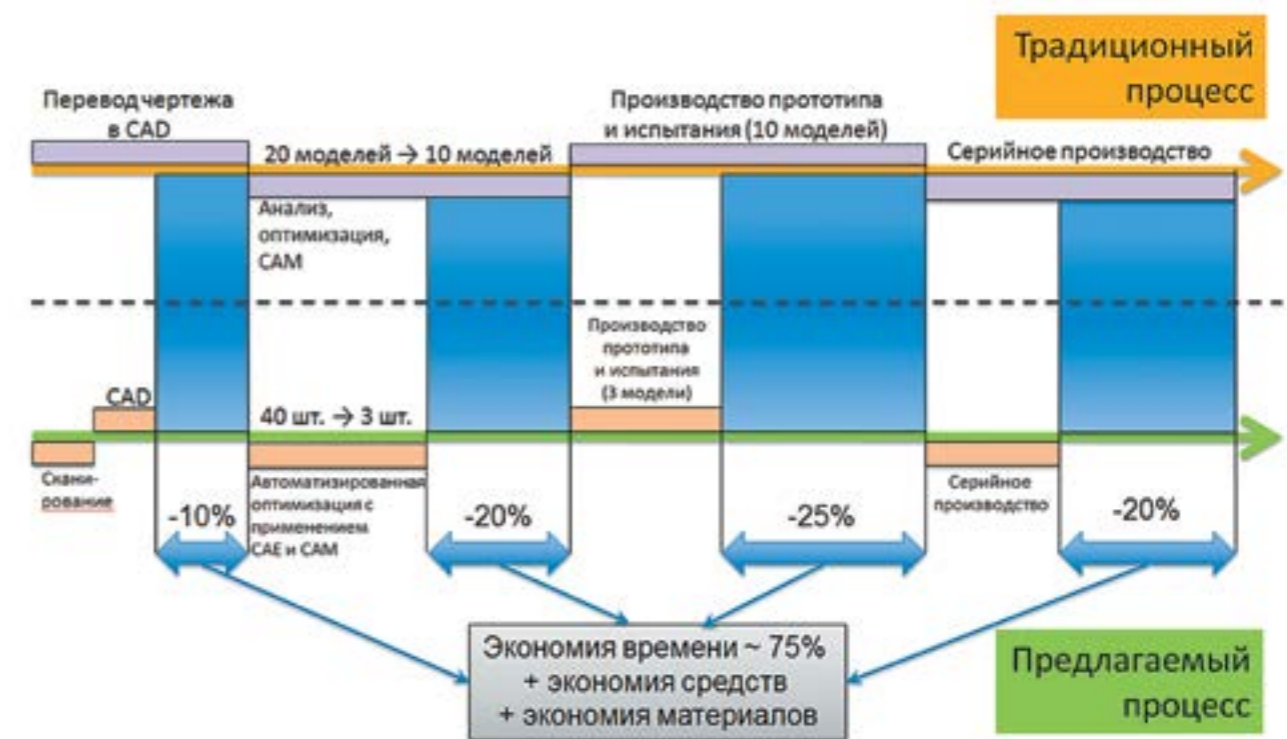 Традиционный
процесс
Перевод чертежа
в CAD
20 моделей → 10 моделей
Производство прототипа
и испытания (10 моделей)
Серийное производство
Анализ,
оптимизация,
CAM
Производство
прототипа
и испытания
(3 модели)
CAD
40 шт. → 3 шт.
Скани-
рование
-10%
Автоматизированная
оптимизация с
применением
CAE и CAM
-20%
-25%
Серийное
производство
-20%
Экономия времени ~ 75%
+ экономия средств
+ экономия материалов
Предлагаемый
процесс